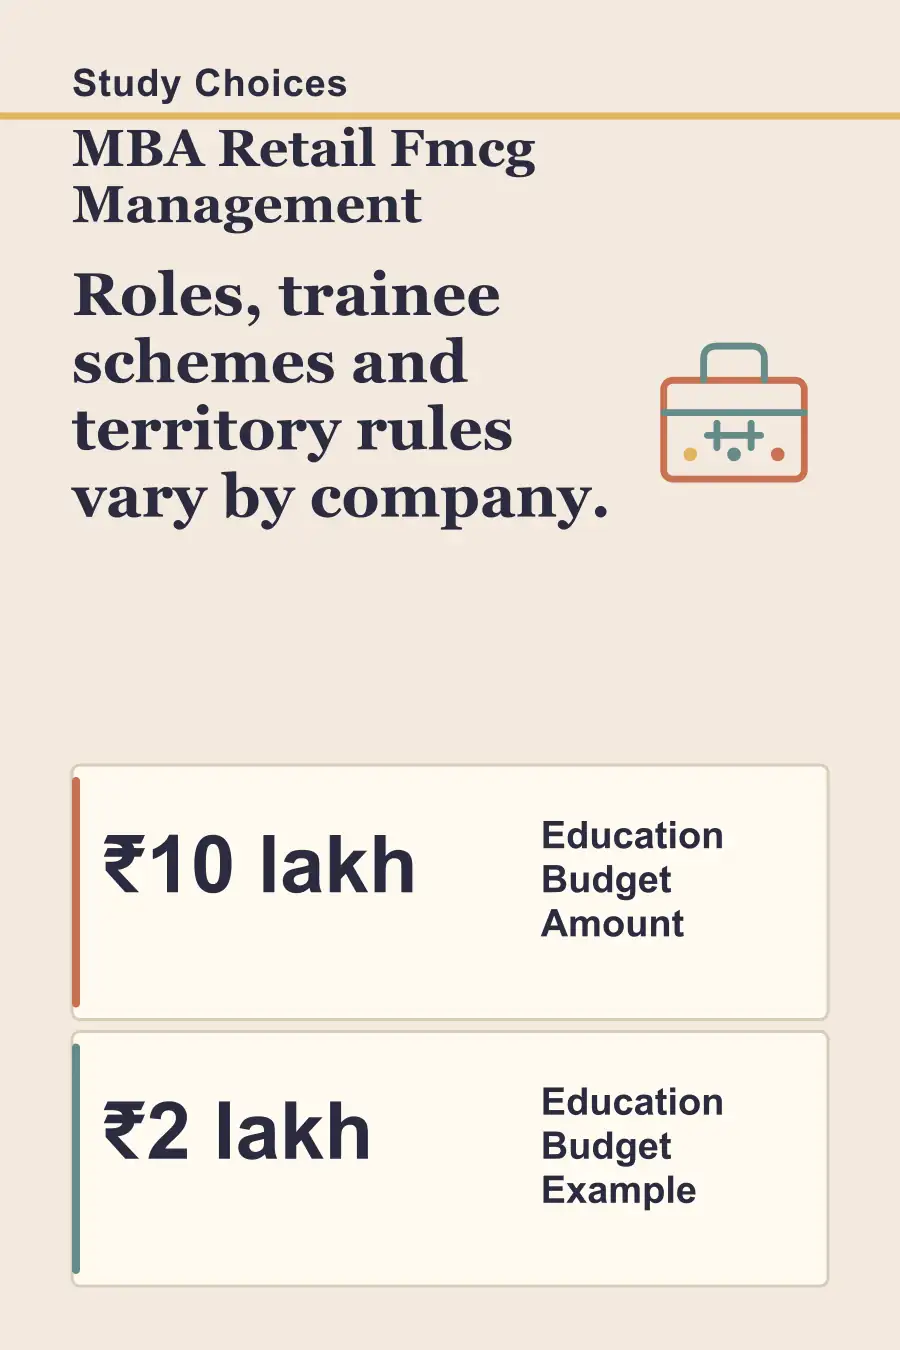 Study Choices
MBA Retail Fmcg
Management
Roles, trainee
schemes and
territory rules
vary by company.
₹10 lakh
Education
Budget
Amount
₹2 lakh
Education
Budget
Example